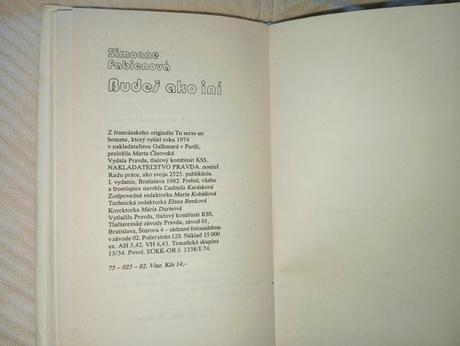 Simonne
Fabienová
Budeš ako iní
Z francúzskeho originálu Tu seras un
homme, ktorý vyšiel roku 1974
v nakladateľstve Gallimard v Paríži,
preložila Marta Činovská
Vydala Pravda, tlačový kombinát KSS,
NAKLADATEĽSTVO PRAVDA, nositeľ
Radu práce, ako svoju 2525. publikáciu.
I. vydanie, Bratislava 1982. Prebal, väzbu
a frontispice navrhla Ľudmila Karásková
Zodpovedná redaktorka Marta Kobášová
Technická redaktorka Elena Benková
Korektorka Mária Durisová
Vytlačila Pravda, tlačový kombinát KSS,
Tlačiarenské závody Pravda, závod 01,
Bratislava, Štúrova 4 – sádzané fotosadzbou
v závode 02. Počet strán 128. Náklad 15 000
ex. AH 5,42, VH 6,43. Tematická skupina
13/34. Povol. SÚKK-OR č. 1338/I-74.
75 – 025 – 82. Viaz. Kčs 14,-